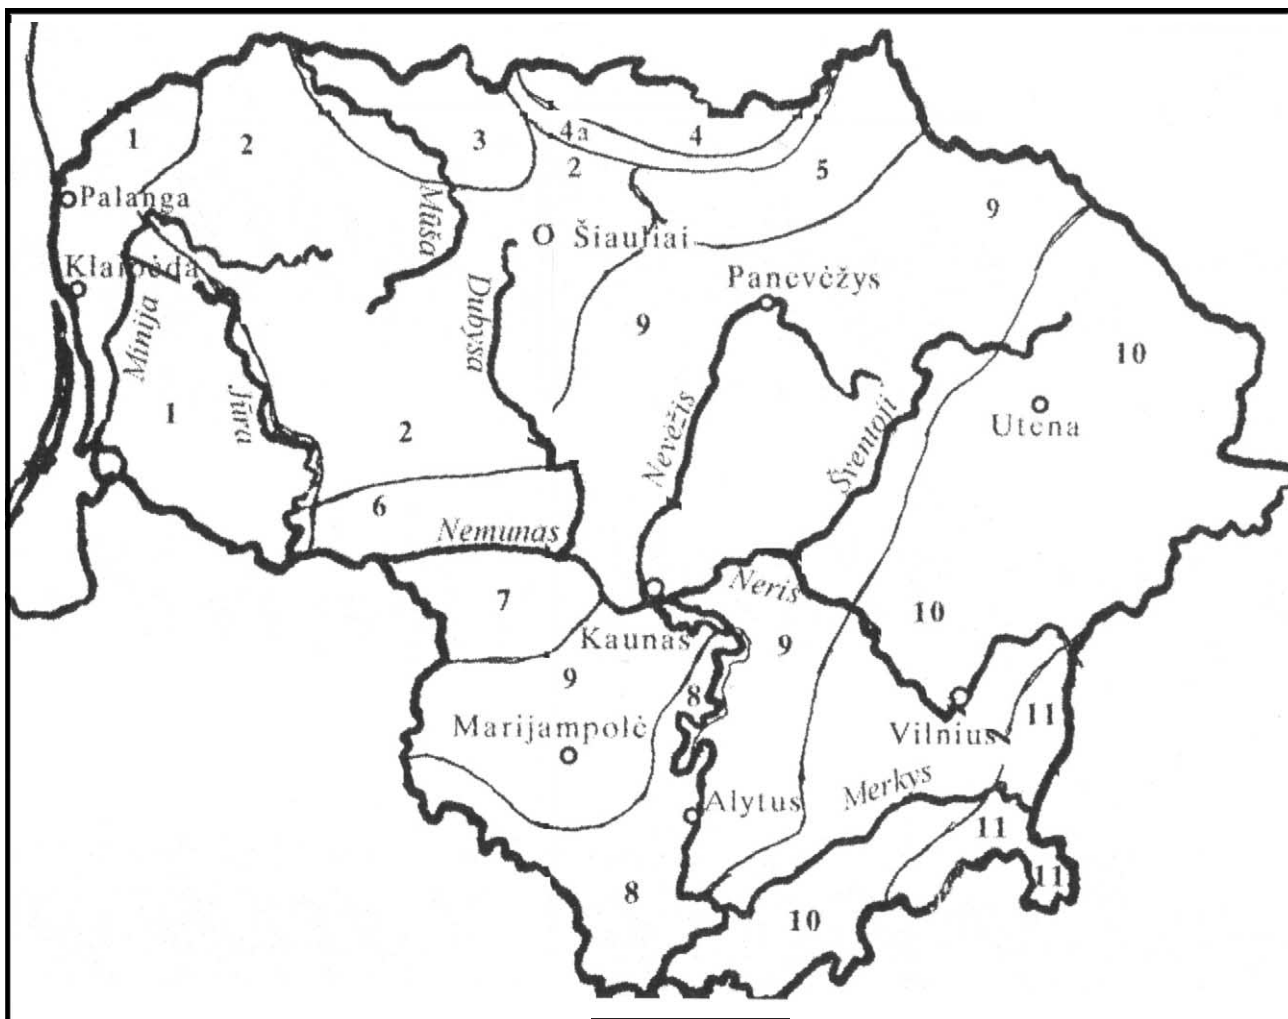 1
2
3
4a
4
2
5
Palanga
Mūša
9
Šiauliai
Klaipėda
Panevėžys
Minija
Dubysa
9
10
1
Jūra
2
Nevėžis
Šventoji
Utena
6
Nemunas
7
Neris
10
Kaunas
9
9
8
11
Marijampolė
Vilnius
Merkys
Alytus
11
11
8
10